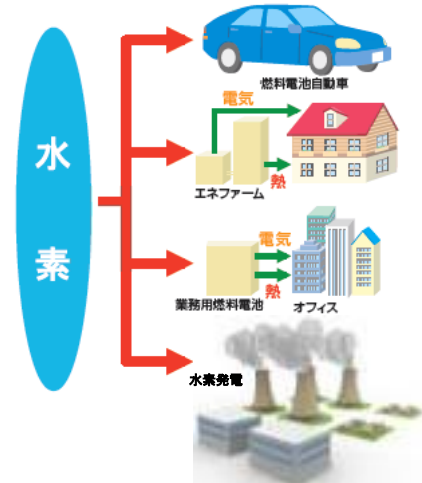 水素
燃料電池自動車
電気
エネファーム
熱
電気
熱
業務用燃料電池
オフィス
水素発電